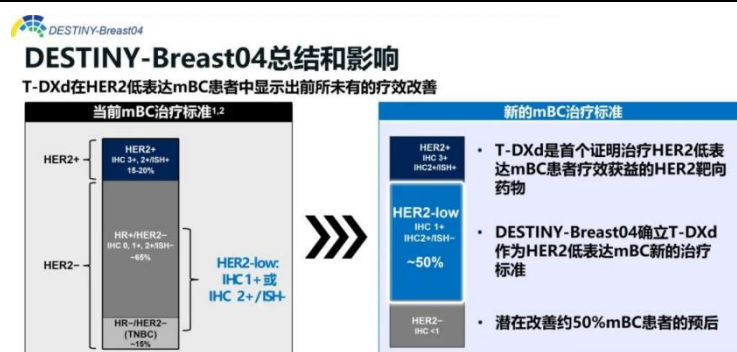 DESTINY-Breast04
DESTINY-Breast04总结和影响
T-DXd在HER2低表达mBC患者中显示出前所未有的疗效改善
当前mBC治疗标准1,2
HER2+
HER2+
IHC 3+, 2+/ISH+
15-20%
HER2−
HR+/HER2−
IHC 0, 1+, 2+/ISH−
~65%
HER2-low:
IHC 1+ 或
IHC 2+/ISH-
HR−/HER2−
(TNBC)
~15%
新的mBC治疗标准
HER2+
IHC 3+
IHC2+/ISH+
HER2-low
IHC 1+
IHC2+/ISH−
~50%
HER2−
IHC <1
• T-DXd是首个证明治疗HER2低表
达mBC患者疗效获益的HER2靶向
药物
• DESTINY-Breast04确立T-DXd
作为HER2低表达mBC新的治疗
标准
• 潜在改善约50%mBC患者的预后